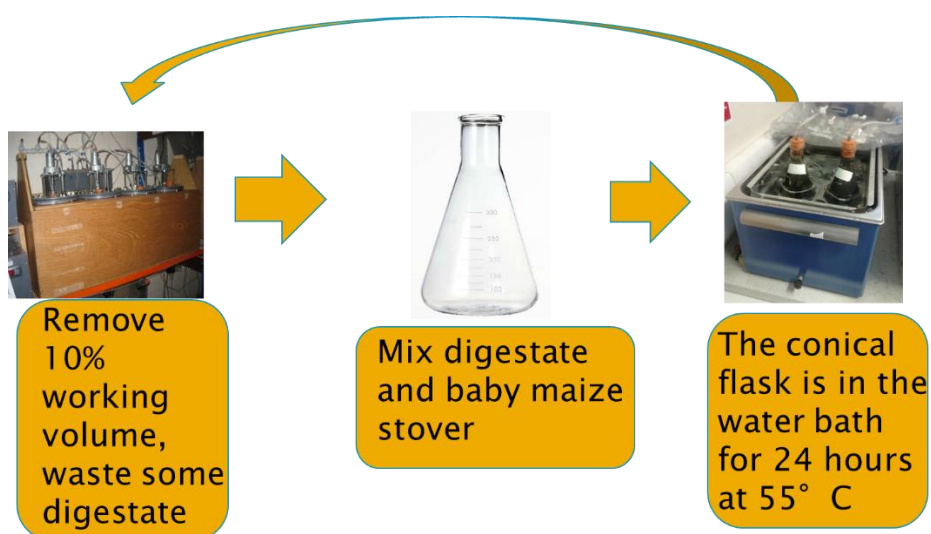 Remove
10%
working
volume,
waste some
digestate
Mix digestate
and baby maize
stover
The conical
flask is in the
water bath
for 24 hours
at 55° C